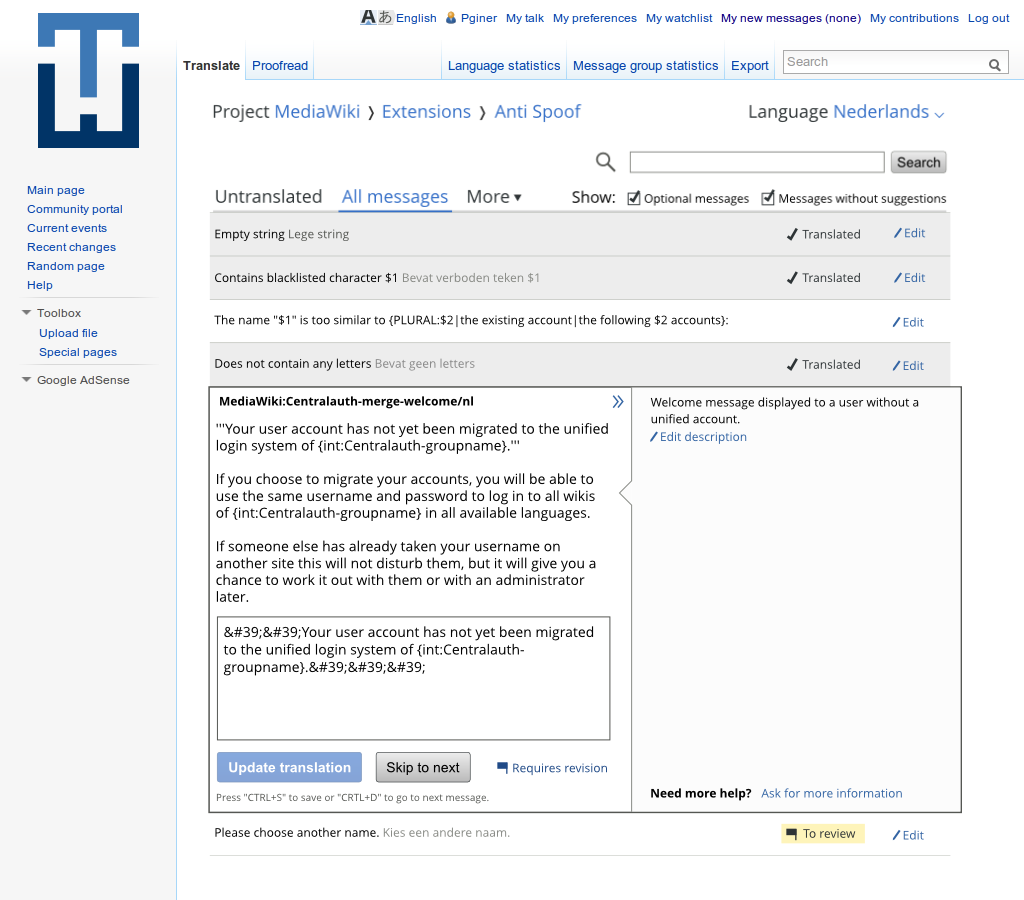 Aあ English Pginer My talk My preferences My watchlist My new messages (none) My contributions Log out
Translate Proofread Language statistics Message group statistics Export Search
Project MediaWiki ❭ Extensions ❭ Anti Spoof Language Nederlands
Search
Untranslated All messages More ▾ Show: Optional messages Messages without suggestions
Main page
Community portal
Current events
Recent changes
Random page
Help
Toolbox
Upload file
Special pages
Google AdSense
Empty string Lege string Translated Edit
Contains blacklisted character $1 Bevat verboden teken $1 Translated Edit
The name "$1" is too similar to {PLURAL:$2|the existing account|the following $2 accounts}: Edit
Does not contain any letters Bevat geen letters Translated Edit
MediaWiki:Centralauth-merge-welcome/nl
'''Your user account has not yet been migrated to the unified
login system of {int:Centralauth-groupname}.'''
If you choose to migrate your accounts, you will be able to
use the same username and password to log in to all wikis
of {int:Centralauth-groupname} in all available languages.
If someone else has already taken your username on
another site this will not disturb them, but it will give you a
chance to work it out with them or with an administrator
later.
&#39;&#39;Your user account has not yet been migrated
to the unified login system of {int:Centralauth-
groupname}.&#39;&#39;&#39;
Update translation Skip to next Requires revision
Press "CTRL+S" to save or "CRTL+D" to go to next message.
Welcome message displayed to a user without a
unified account.
Edit description
Need more help? Ask for more information
Please choose another name. Kies een andere naam. To review Edit